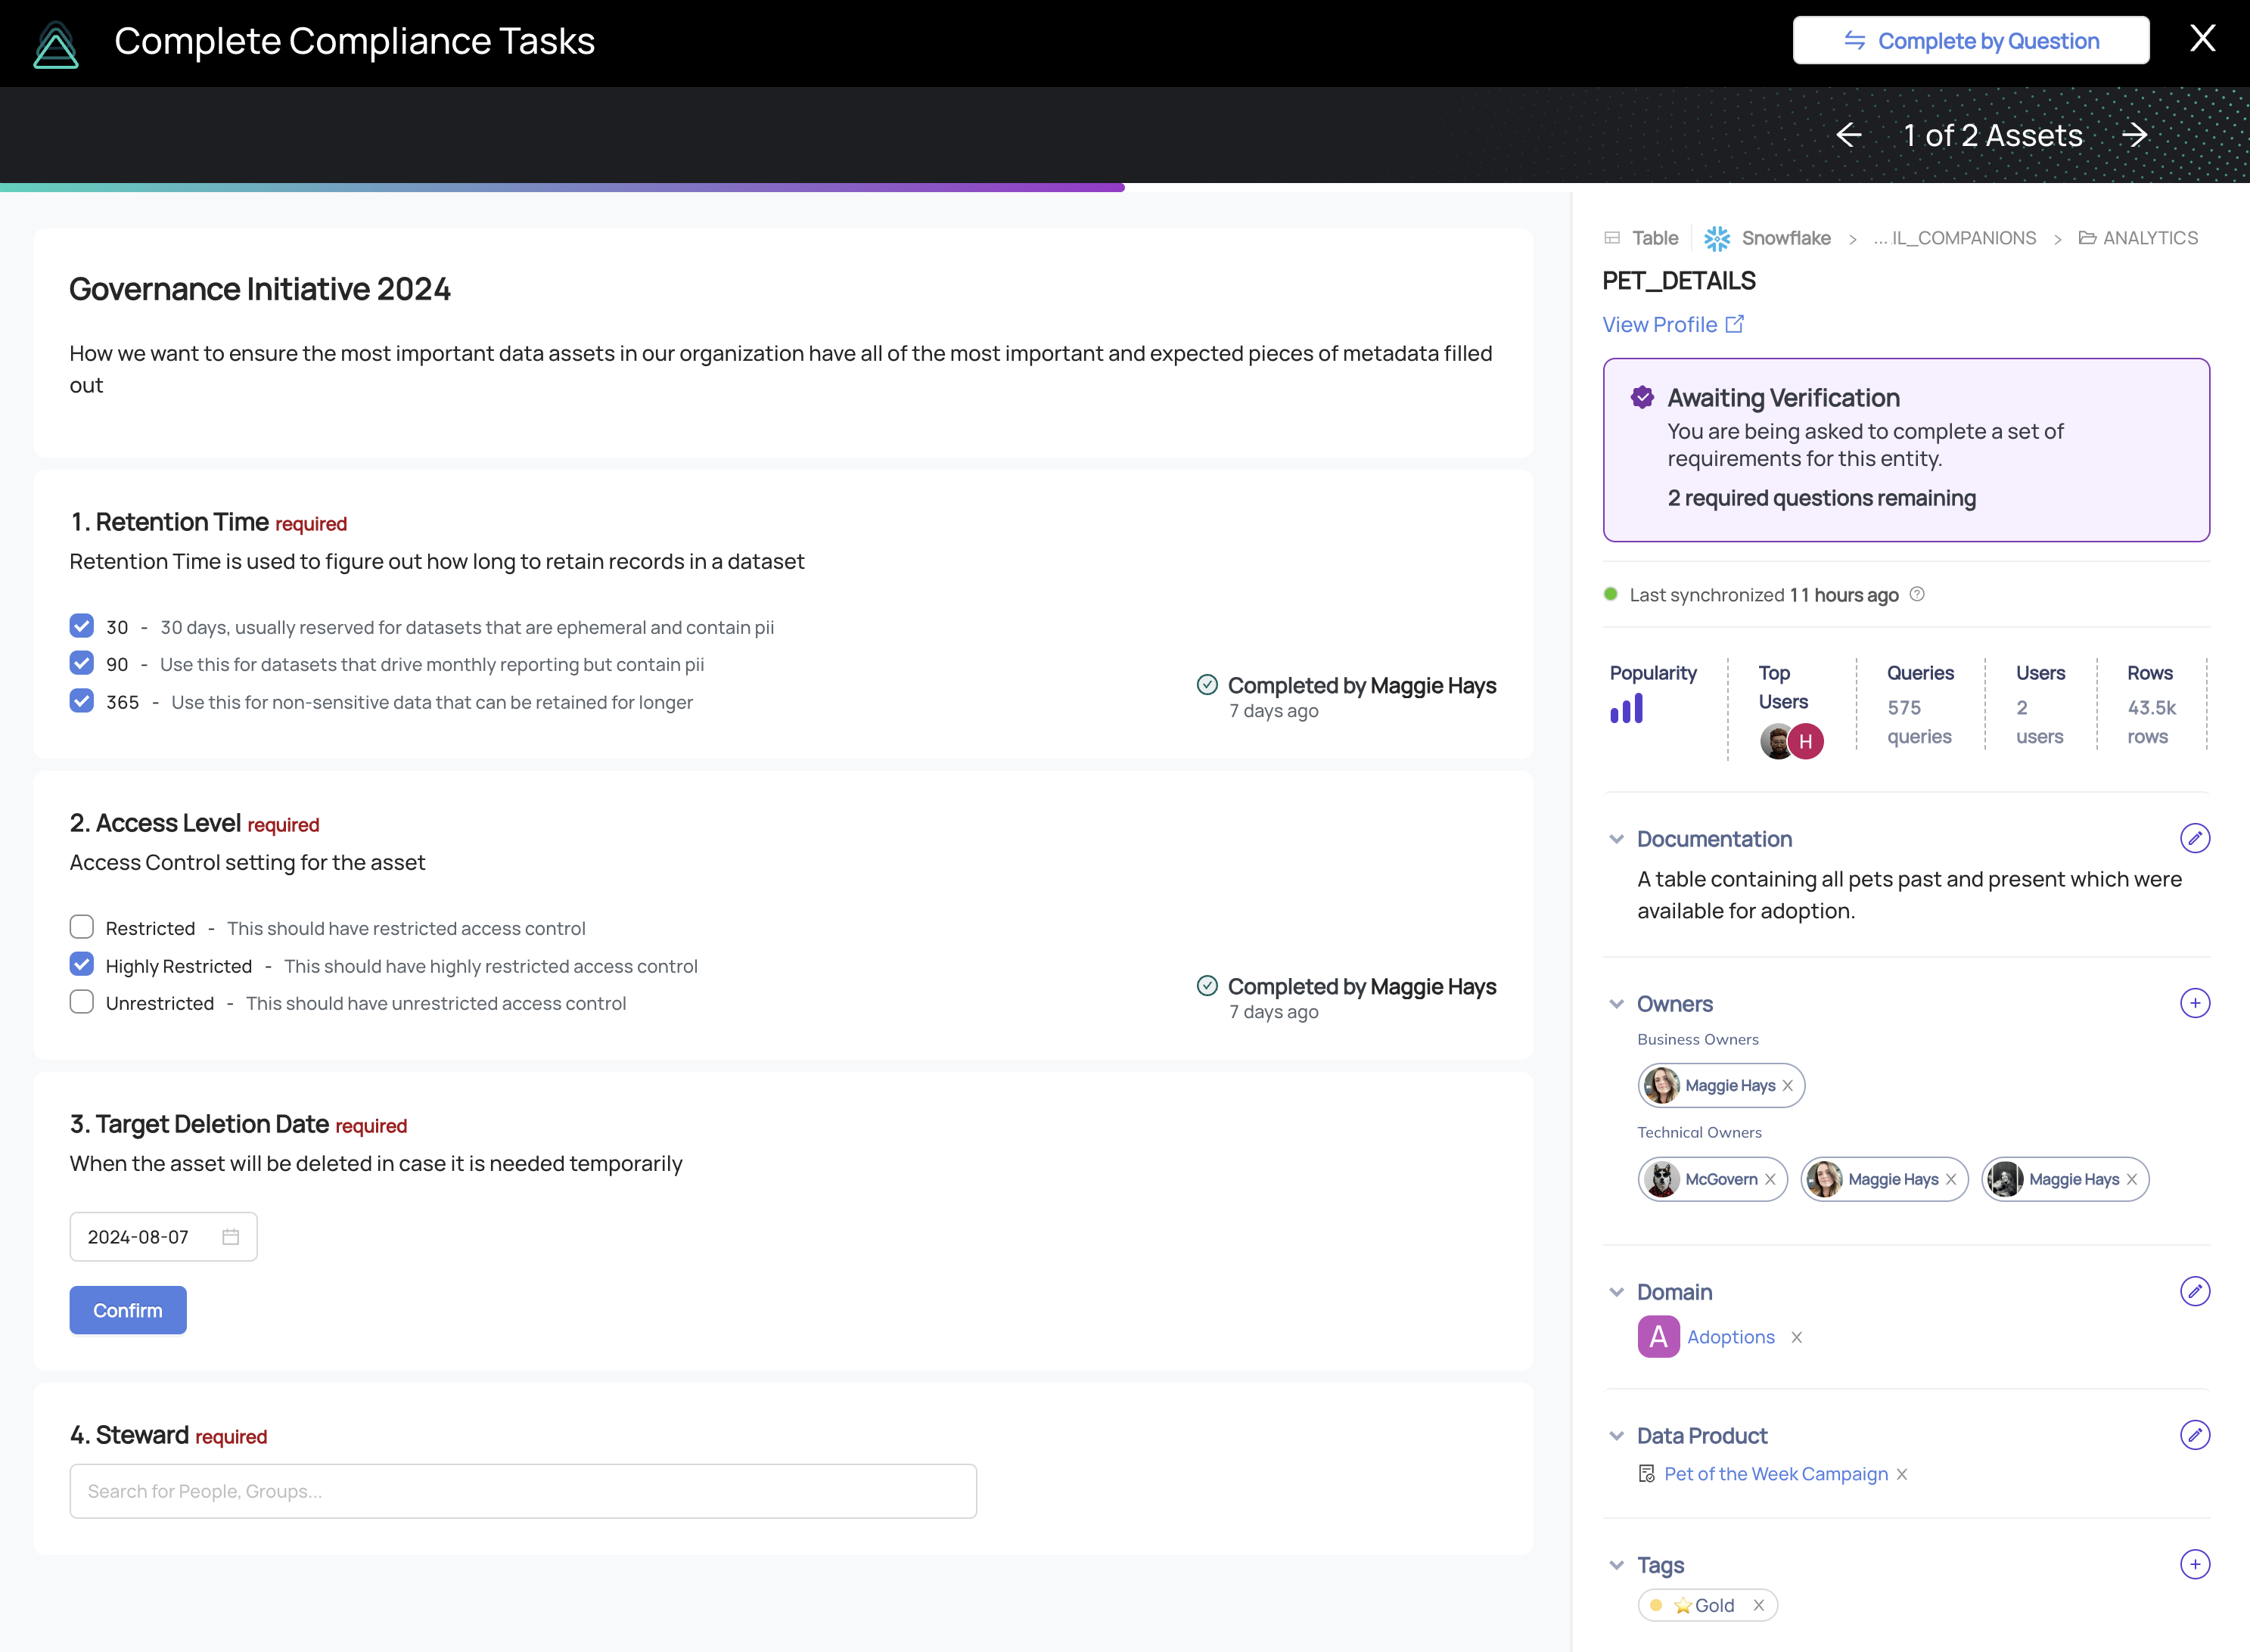 Complete Compliance Tasks
Complete by Question
1 of 2 Assets
Governance Initiative 2024
How we want to ensure the most important data assets in our organization have all of the most important and expected pieces of metadata filled
out
1. Retention Time required
Retention Time is used to figure out how long to retain records in a dataset
30 - 30 days, usually reserved for datasets that are ephemeral and contain pii
90 - Use this for datasets that drive monthly reporting but contain pii
365 - Use this for non-sensitive data that can be retained for longer
Completed by Maggie Hays
7 days ago
2. Access Level required
Access Control setting for the asset
Restricted - This should have restricted access control
Highly Restricted - This should have highly restricted access control
Unrestricted - This should have unrestricted access control
Completed by Maggie Hays
7 days ago
3. Target Deletion Date required
When the asset will be deleted in case it is needed temporarily
2024-08-07
Confirm
4. Steward required
Search for People, Groups...
Table Snowflake > ...IL_COMPANIONS > ANALYTICS
PET_DETAILS
View Profile
Awaiting Verification
You are being asked to complete a set of
requirements for this entity.
2 required questions remaining
Last synchronized 11 hours ago
Popularity
Top
Users
H
Queries
575
queries
Users
2
users
Rows
43.5k
rows
Documentation
A table containing all pets past and present which were
available for adoption.
Owners
Business Owners
Maggie Hays
Technical Owners
McGovern Maggie Hays Maggie Hays
Domain
A Adoptions
Data Product
Pet of the Week Campaign
Tags
Gold